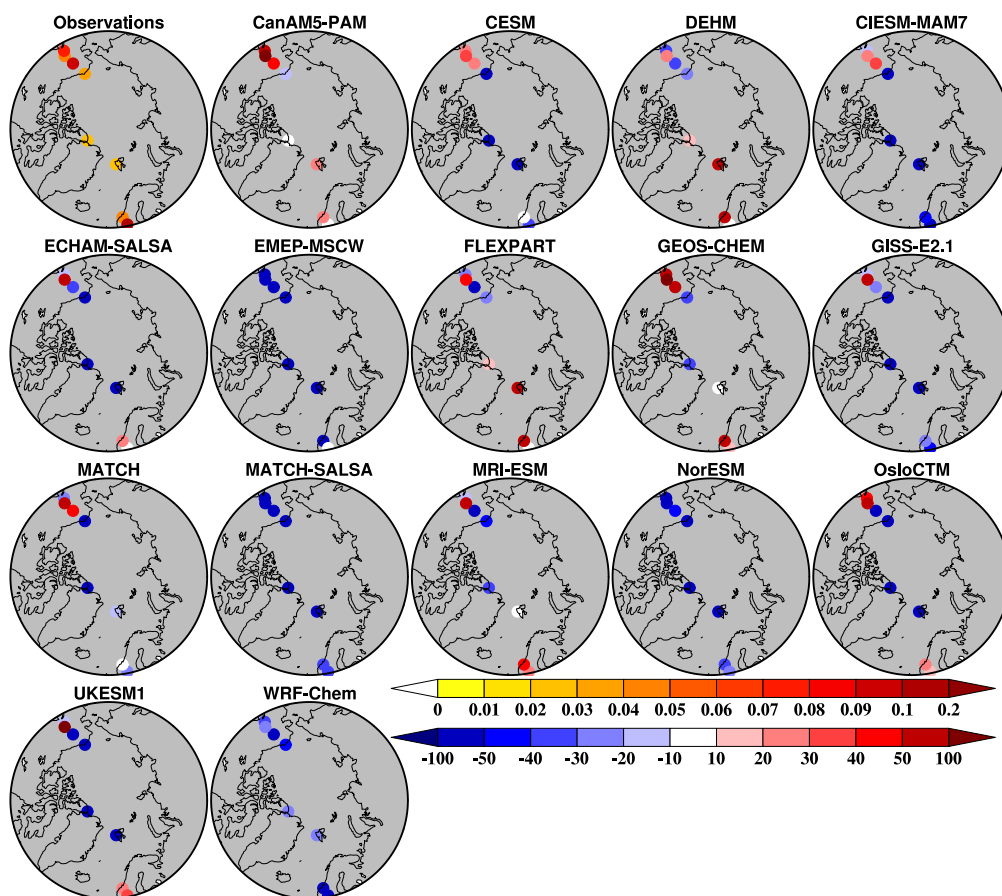 Observations CanAM5-PAM CESM DEHM CIESM-MAM7
ECHAM-SALSA EMEP-MSCW FLEXPART GEOS-CHEM GISS-E2.1
MATCH MATCH-SALSA MRI-ESM NorESM OsloCTM
UKESM1 WRF-Chem
0 0.01 0.02 0.03 0.04 0.05 0.06 0.07 0.08 0.09 0.1 0.2
-100 -50 -40 -30 -20 -10 10 20 30 40 50 100